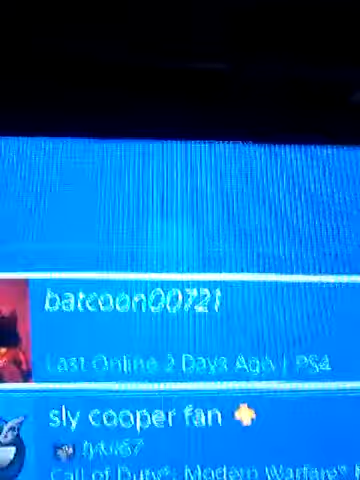 batcoon00721
Last Online 2 Days Ago | PS4
sly cooper fan
Call of Duty®: Modern Warfare®